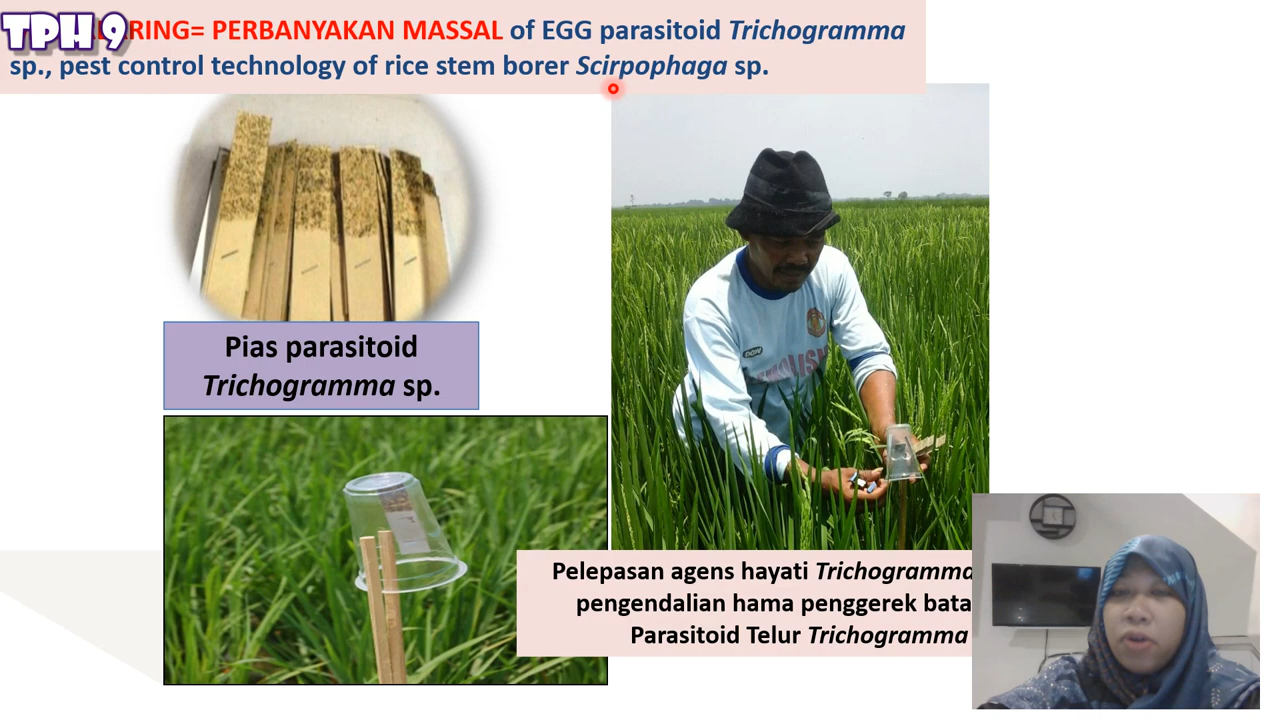 TPH 9
RING= PERBANYAKAN MASSAL of EGG parasitoid Trichogramma
sp., pest control technology of rice stem borer Scirpophaga sp.
Pias parasitoid
Trichogramma sp.
Pelepasan agens hayati Trichogramma
pengendalian hama penggerek bata
Parasitoid Telur Trichogramma